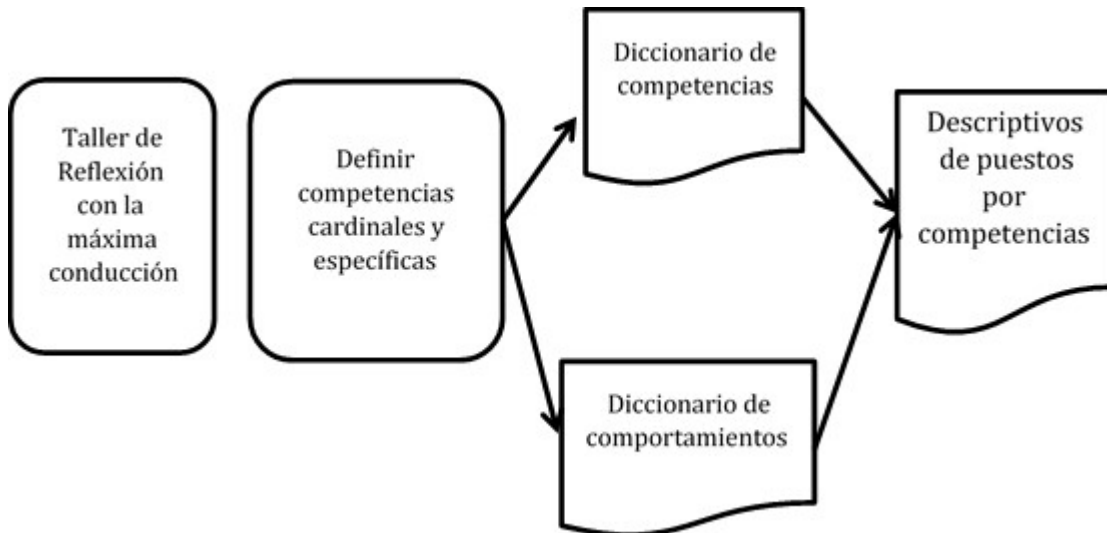 Taller de
Reflexión
con la
máxima
conducción
Definir
competencias
cardinales y
específicas
Diccionario de
competencias
Diccionario de
comportamientos
Descriptivos
de puestos
por
competencias